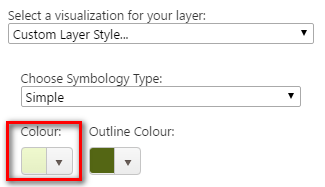 Select a visualization for your layer:
Custom Layer Style...
Choose Symbology Type:
Simple
Colour: Outline Colour: